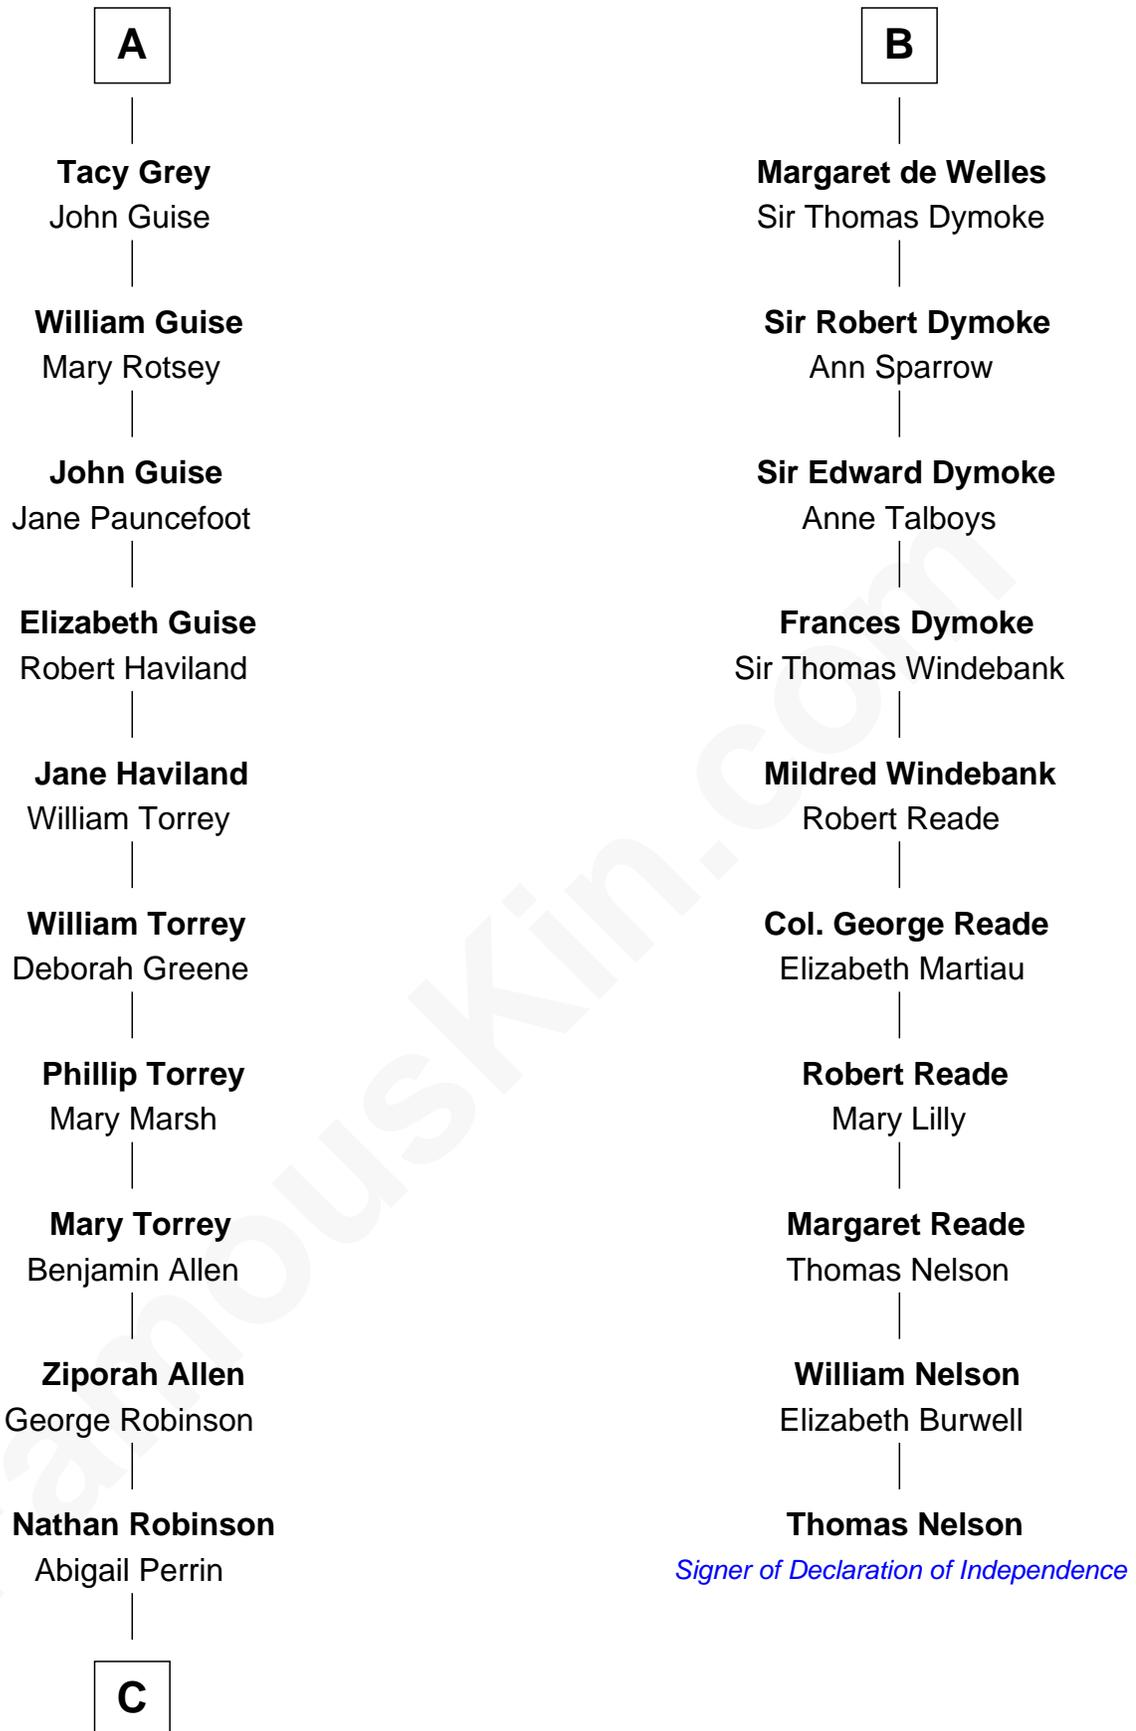 A
Tacy Grey
John Guise
William Guise
Mary Rotsey
John Guise
Jane Pauncefoot
Elizabeth Guise
Robert Haviland
Jane Haviland
William Torrey
William Torrey
Deborah Greene
Phillip Torrey
Mary Marsh
Mary Torrey
Benjamin Allen
Ziporah Allen
George Robinson
Nathan Robinson
Abigail Perrin
C
B
Margaret de Welles
Sir Thomas Dymoke
Sir Robert Dymoke
Ann Sparrow
Sir Edward Dymoke
Anne Talboys
Frances Dymoke
Sir Thomas Windebank
Mildred Windebank
Robert Reade
Col. George Reade
Elizabeth Martiau
Robert Reade
Mary Lilly
Margaret Reade
Thomas Nelson
William Nelson
Elizabeth Burwell
Thomas Nelson
Signer of Declaration of Independence
FamousKin.com